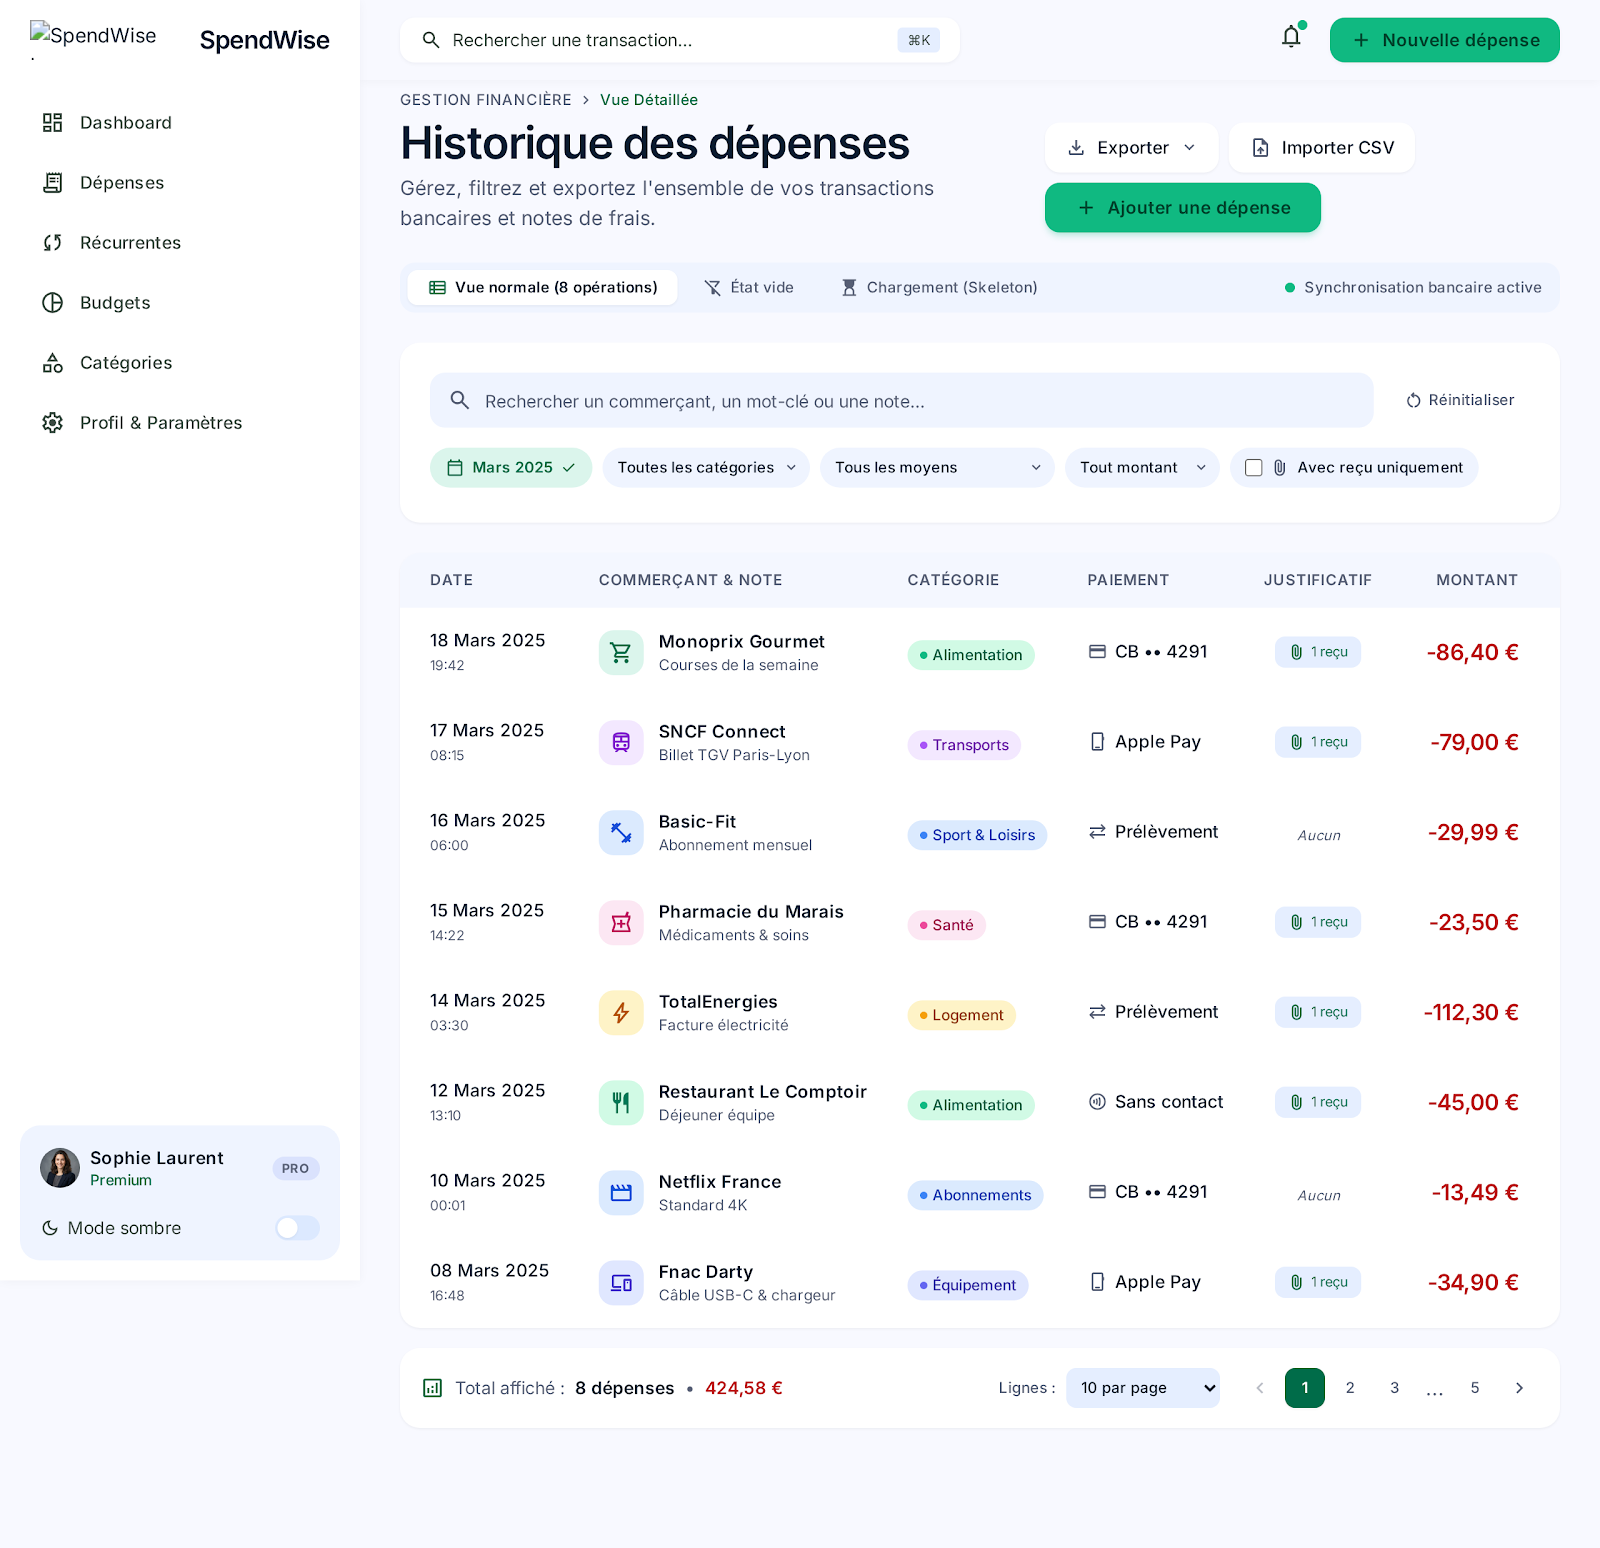 SpendWise
SpendWise
Rechercher une transaction...
⌘K
Nouvelle dépense
Dashboard
Dépenses
Récurrentes
Budgets
Catégories
Profil & Paramètres
Sophie Laurent
Premium
PRO
Mode sombre
GESTION FINANCIÈRE > Vue Détaillée
Historique des dépenses
Gérez, filtrez et exportez l'ensemble de vos transactions
bancaires et notes de frais.
Exporter
Importer CSV
Ajouter une dépense
Vue normale (8 opérations)
État vide
Chargement (Skeleton)
Synchronisation bancaire active
Rechercher un commerçant, un mot-clé ou une note...
Réinitialiser
Mars 2025
Toutes les catégories
Tous les moyens
Tout montant
Avec reçu uniquement
DATE COMMERÇANT & NOTE CATÉGORIE PAIEMENT JUSTIFICATIF MONTANT
18 Mars 2025 Monoprix Gourmet Alimentation CB •• 4291 1 reçu -86,40 €
19:42 Courses de la semaine
17 Mars 2025 SNCF Connect Transports Apple Pay 1 reçu -79,00 €
08:15 Billet TGV Paris-Lyon
16 Mars 2025 Basic-Fit Sport & Loisirs Prélèvement Aucun -29,99 €
06:00 Abonnement mensuel
15 Mars 2025 Pharmacie du Marais Santé CB •• 4291 1 reçu -23,50 €
14:22 Médicaments & soins
14 Mars 2025 TotalEnergies Logement Prélèvement 1 reçu -112,30 €
03:30 Facture électricité
12 Mars 2025 Restaurant Le Comptoir Alimentation Sans contact 1 reçu -45,00 €
13:10 Déjeuner équipe
10 Mars 2025 Netflix France Abonnements CB •• 4291 Aucun -13,49 €
00:01 Standard 4K
08 Mars 2025 Fnac Darty Équipement Apple Pay 1 reçu -34,90 €
16:48 Câble USB-C & chargeur
Total affiché : 8 dépenses • 424,58 €
Lignes : 10 par page
1 2 3 ... 5